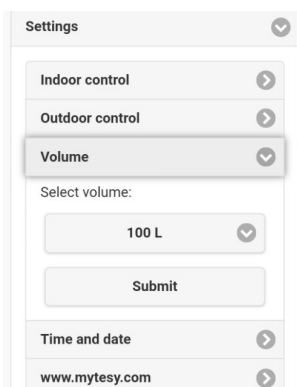 Settings
Indoor control
Outdoor control
Volume
Select volume:
100 L
Submit
Time and date
www.mytesy.com